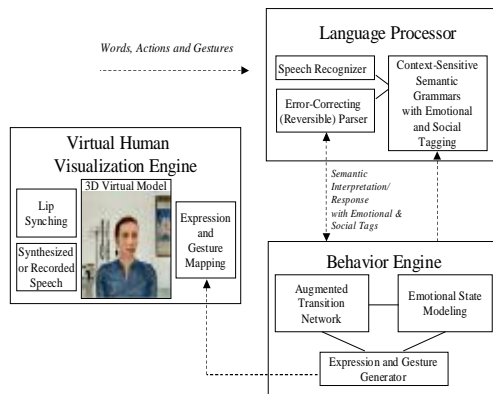 Words, Actions and Gestures
Language Processor
Speech Recognizer
Error-Correcting
(Reversible) Parser
Context-Sensitive
Semantic
Grammars
with Emotional
and Social
Tagging
Virtual Human
Visualization Engine
3D Virtual Model
Lip
Synching
Synthesized
or Recorded
Speech
Expression
and
Gesture
Mapping
Semantic
Interpretation/
Response
with Emotional &
Social Tags
Behavior Engine
Augmented
Transition
Network
Emotional State
Modeling
Expression and Gesture
Generator